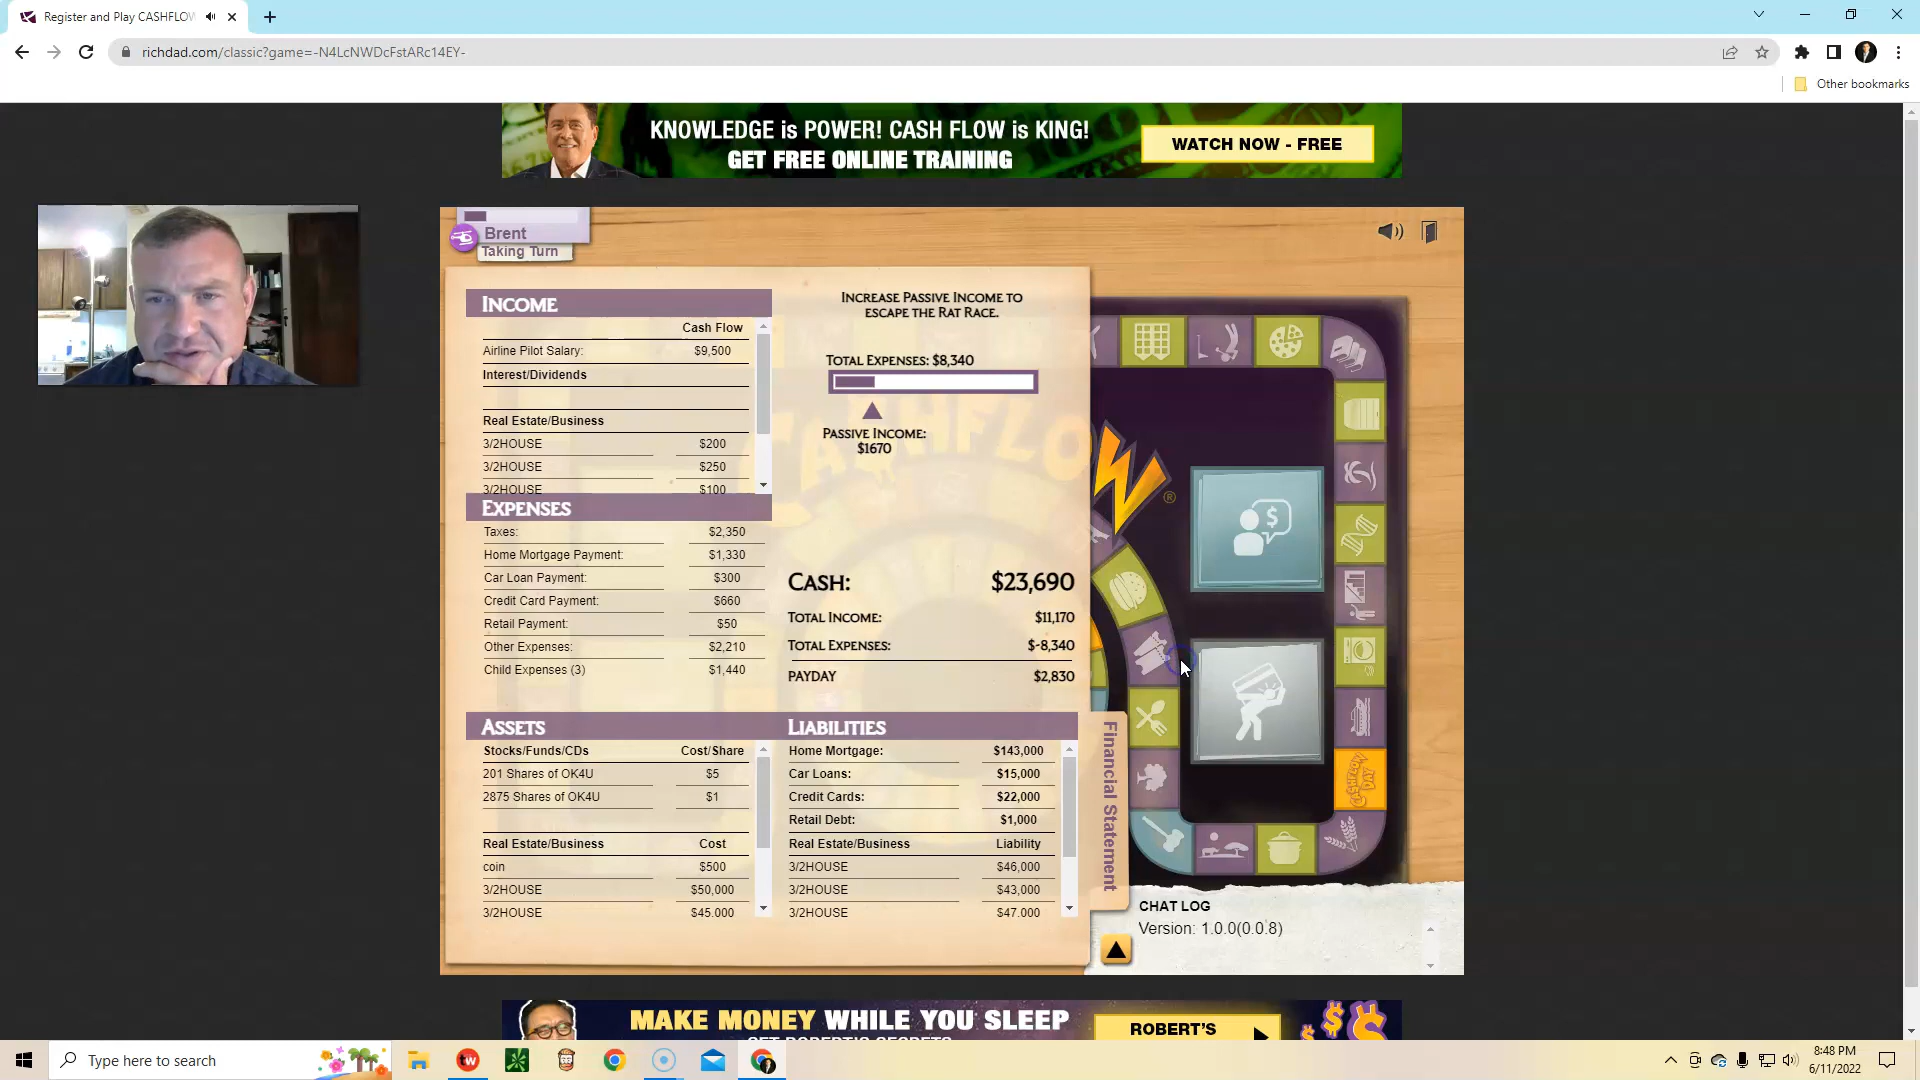 Register and Play CASHFLOW
richdad.com/classic?game=-N4LcNWDcFstARc14EY-
Other bookmarks
KNOWLEDGE is POWER! CASH FLOW is KING!
GET FREE ONLINE TRAINING
WATCH NOW - FREE
Brent
Taking Turn
INCOME
Cash Flow
Airline Pilot Salary: $9,500
Interest/Dividends
Real Estate/Business
3/2HOUSE $200
3/2HOUSE $250
3/2HOUSE $100
INCREASE PASSIVE INCOME TO
ESCAPE THE RAT RACE.
TOTAL EXPENSES: $8,340
PASSIVE INCOME:
$1670
EXPENSES
Taxes: $2,350
Home Mortgage Payment: $1,330
Car Loan Payment: $300
Credit Card Payment: $660
Retail Payment: $50
Other Expenses: $2,210
Child Expenses (3) $1,440
CASH: $23,690
TOTAL INCOME: $11,170
TOTAL EXPENSES: $-8,340
PAYDAY $2,830
ASSETS
Stocks/Funds/CDs Cost/Share
201 Shares of OK4U $5
2875 Shares of OK4U $1
Real Estate/Business Cost
coin $500
3/2HOUSE $50,000
3/2HOUSE $45,000
LIABILITIES
Home Mortgage: $143,000
Car Loans: $15,000
Credit Cards: $22,000
Retail Debt: $1,000
Real Estate/Business Liability
3/2HOUSE $46,000
3/2HOUSE $43,000
3/2HOUSE $47,000
Financial Statement
CASHFLOW
W®
CASHFLOW
DAY
CHAT LOG
Version: 1.0.0(0.0.8)
MAKE MONEY WHILE YOU SLEEP
GET ROBERT'S SECRETS
ROBERT'S
Type here to search
8:48 PM
6/11/2022